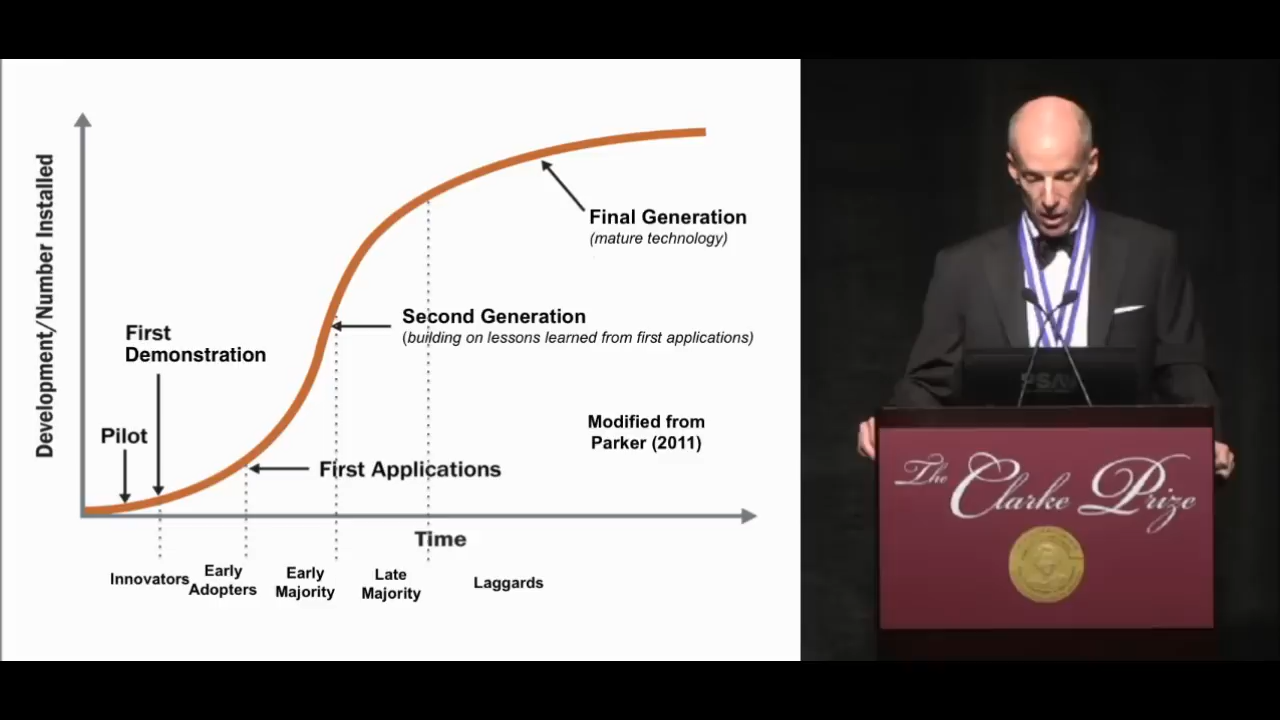 Development/Number Installed
First
Demonstration
Pilot
Final Generation
(mature technology)
Second Generation
(building on lessons learned from first applications)
Modified from
Parker (2011)
First Applications
Time
Innovators
Early
Adopters
Early
Majority
Late
Majority
Laggards
The Clarke Prize